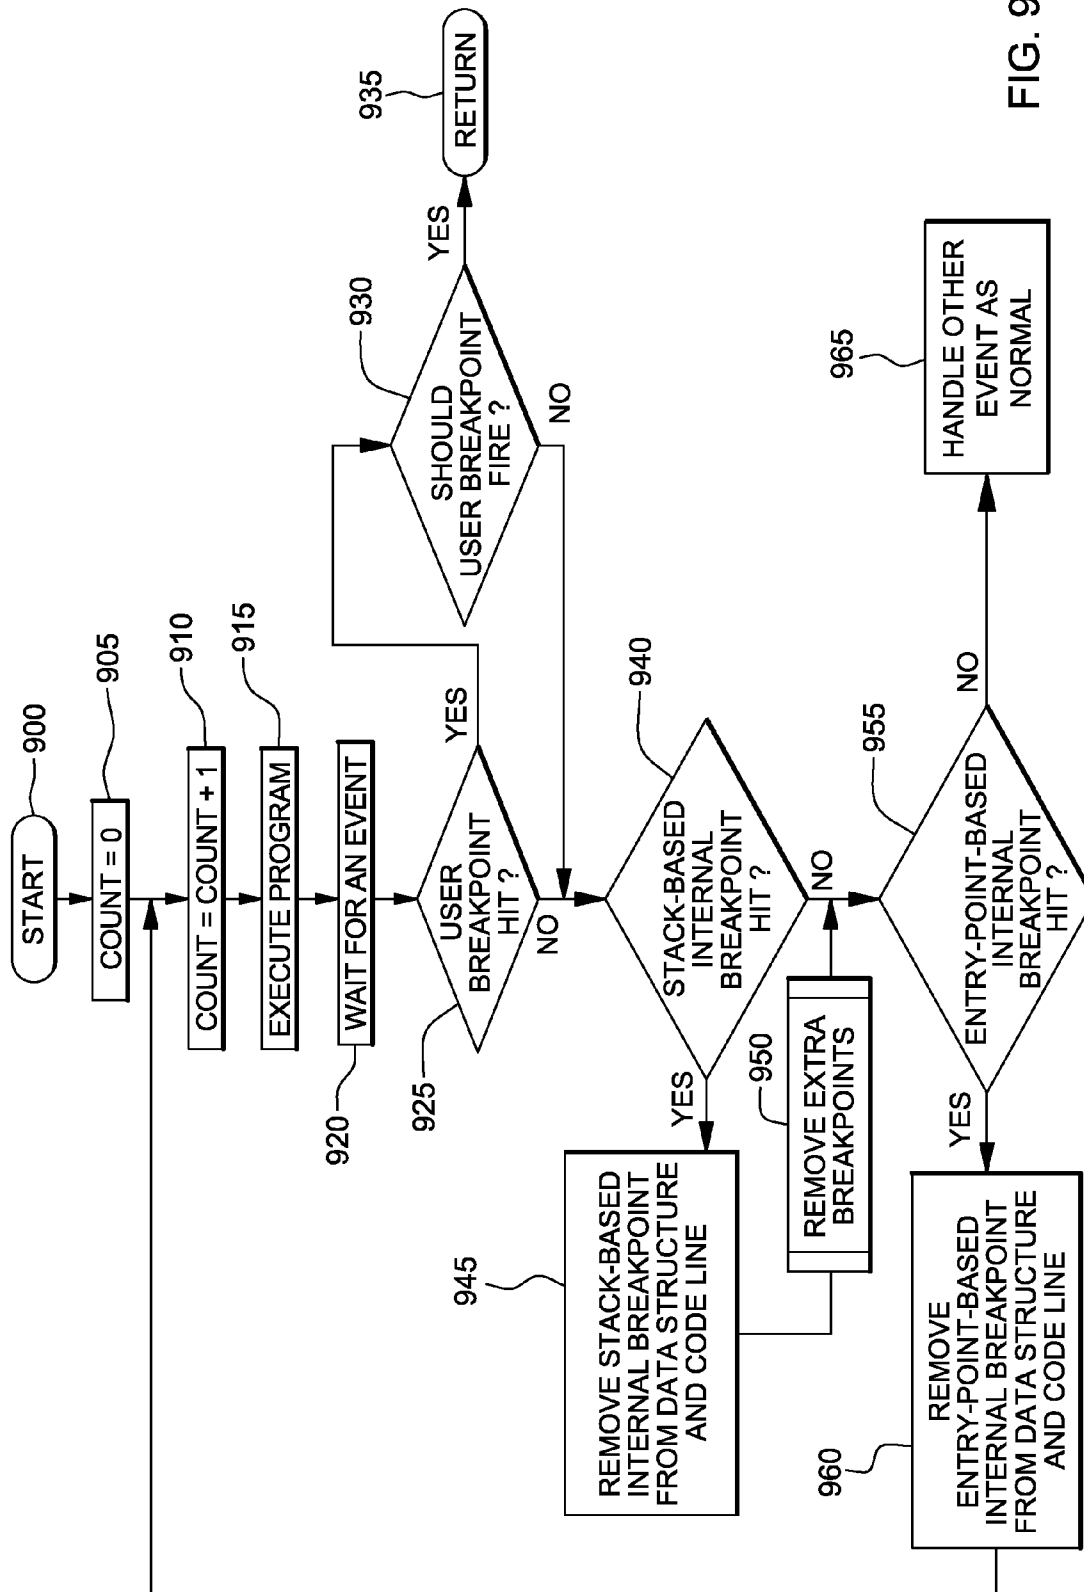 START
900
COUNT = 0
905
COUNT = COUNT + 1
910
EXECUTE PROGRAM
915
WAIT FOR AN EVENT
920
USER
BREAKPOINT
HIT ?
925
YES
NO
SHOULD
USER BREAKPOINT
FIRE ?
930
YES
NO
RETURN
935
STACK-BASED
INTERNAL
BREAKPOINT
HIT ?
940
YES
NO
REMOVE STACK-BASED
INTERNAL BREAKPOINT
FROM DATA STRUCTURE
AND CODE LINE
945
REMOVE EXTRA
BREAKPOINTS
950
ENTRY-POINT-BASED
INTERNAL
BREAKPOINT
HIT ?
955
YES
NO
REMOVE
ENTRY-POINT-BASED
INTERNAL BREAKPOINT
FROM DATA STRUCTURE
AND CODE LINE
960
HANDLE OTHER
EVENT AS
NORMAL
965
FIG. 9